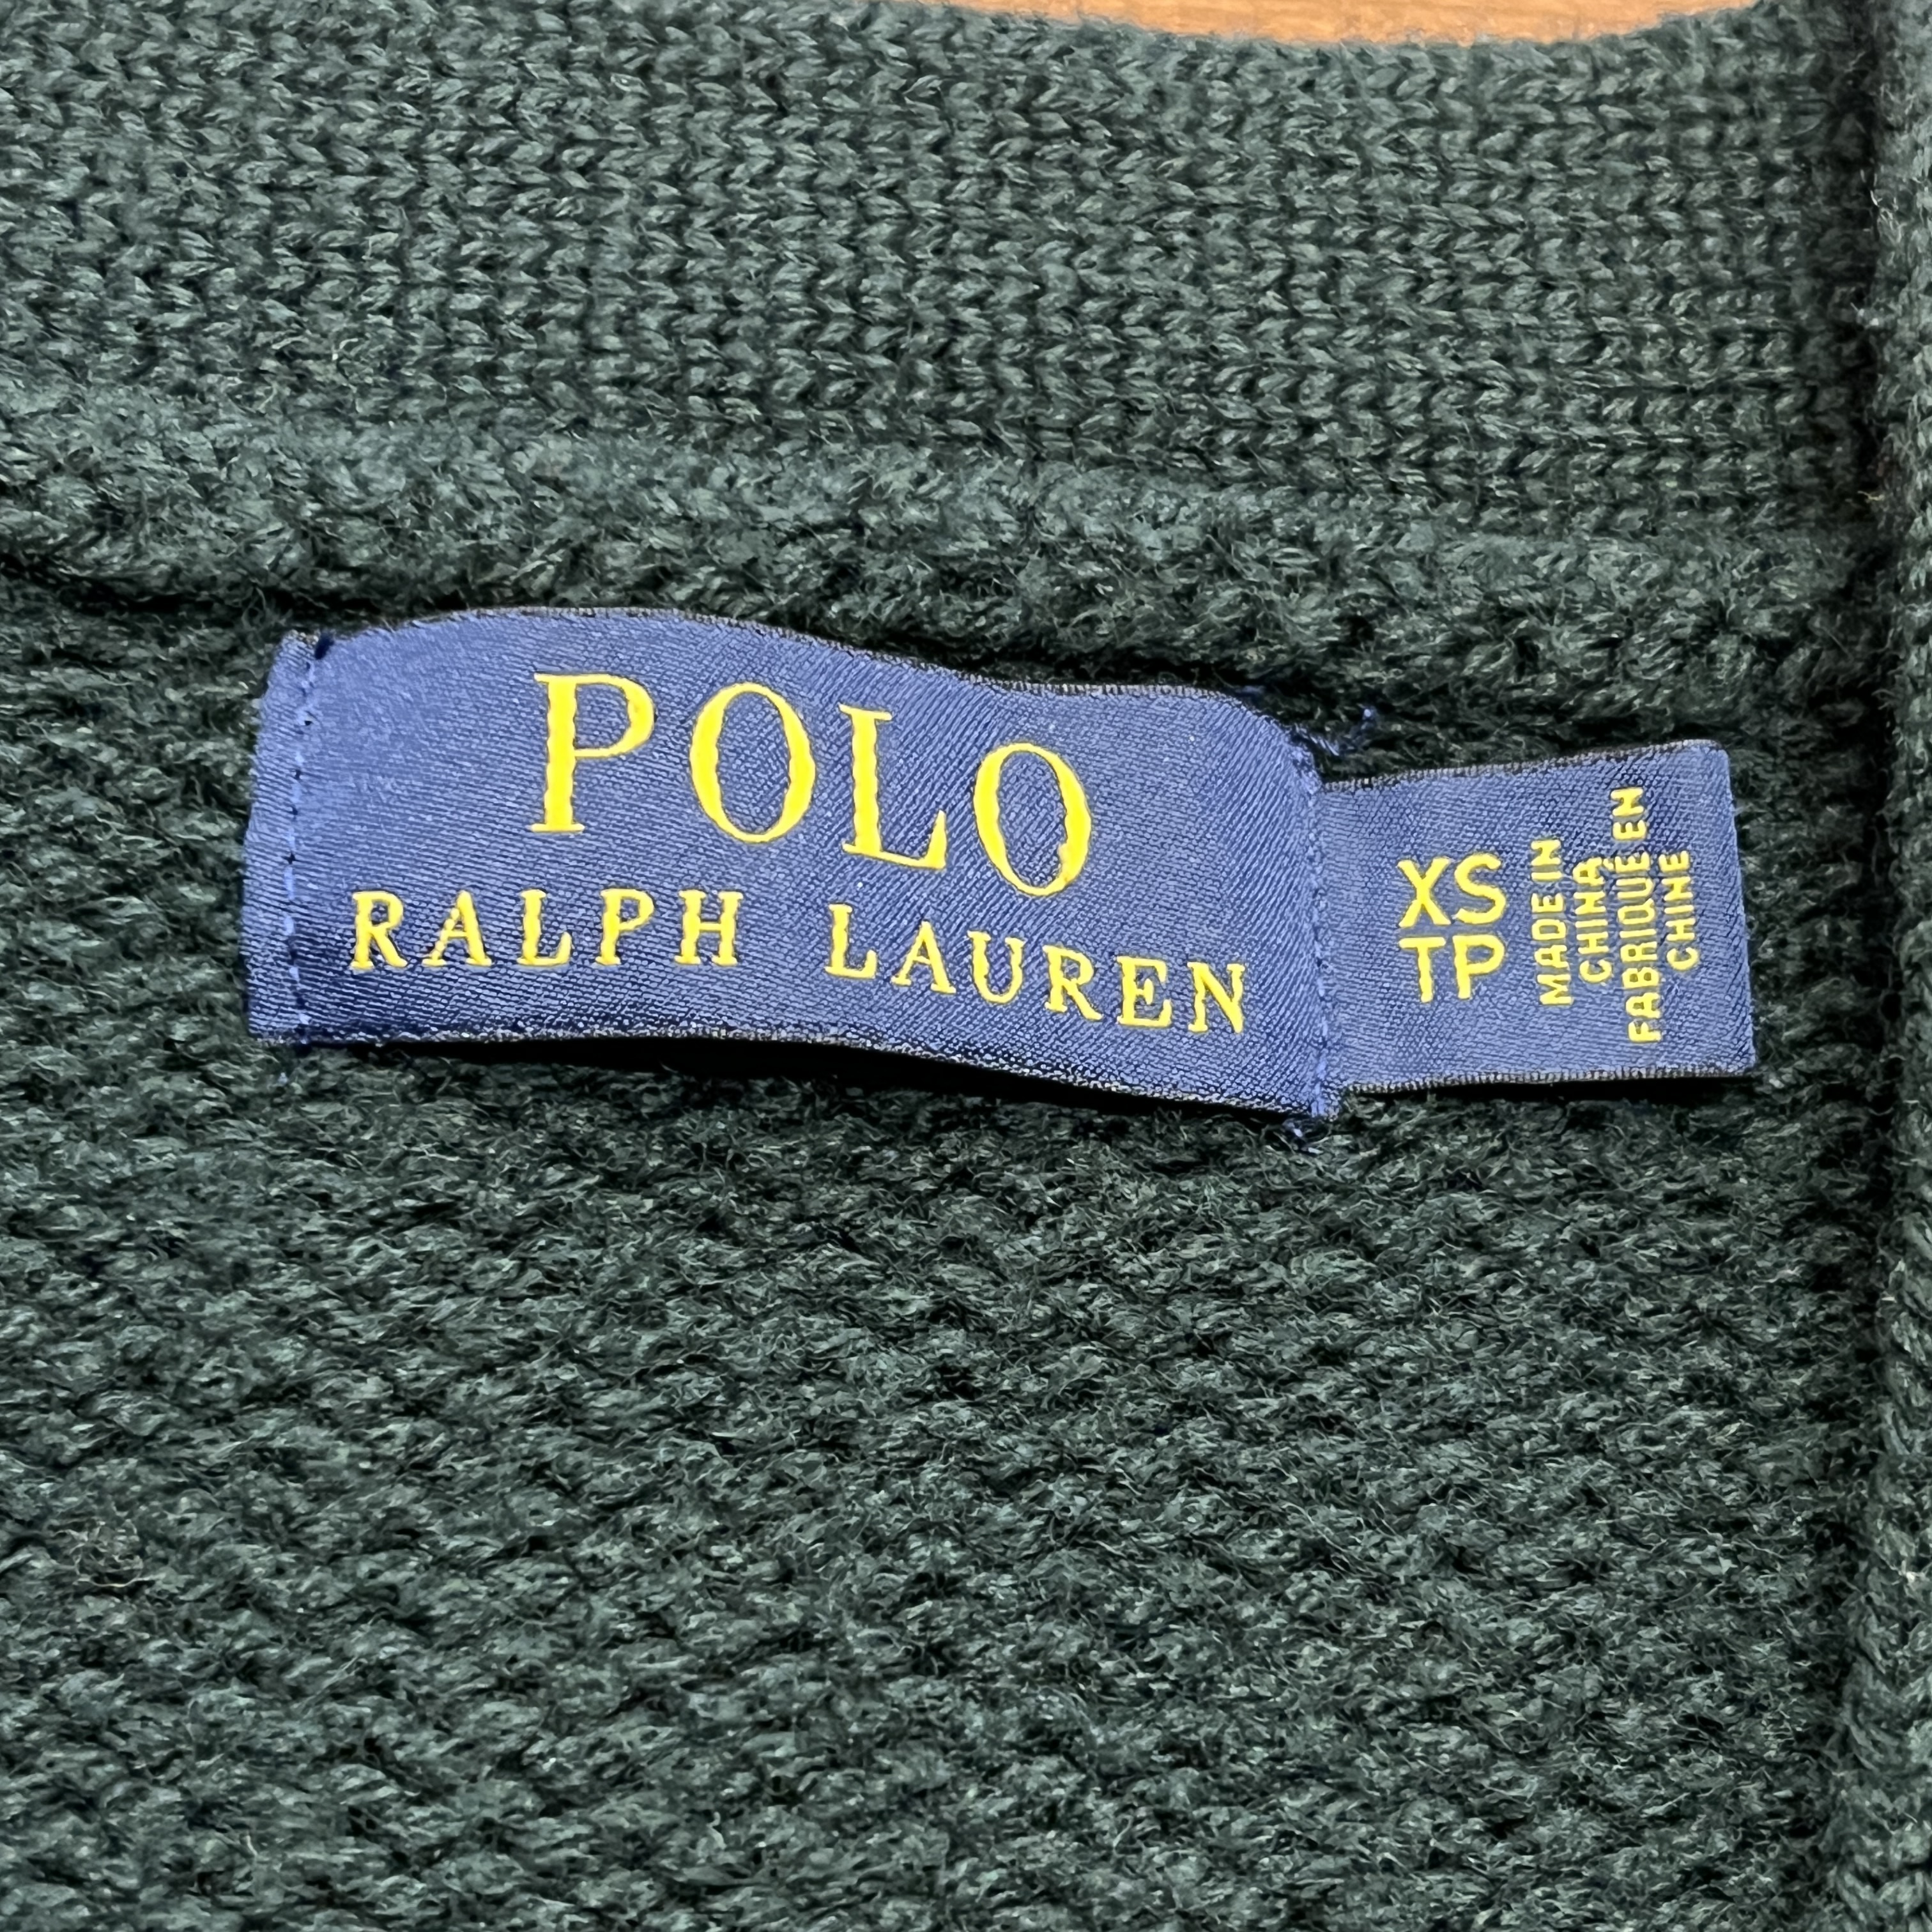 POLO
RALPH LAUREN
XS
TP
MADE IN
CHINA
FABRIQUÉ EN
CHINE